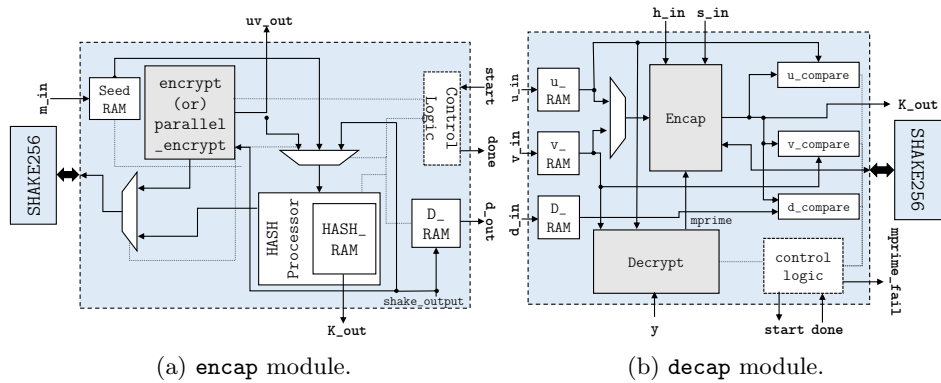 uv_out
m_in
Seed
RAM
encrypt
(or)
parallel
_encrypt
Control
Logic
start
done
SHAKE256
HASH
Processor
HASH_
RAM
D_
RAM
d_out
shake_output
K_out
(a) encap module.
h_in
s_in
u_in
u_
RAM
v_in
v_
RAM
Encap
u_compare
K_out
v_compare
SHAKE256
D_in
D_
RAM
d_compare
mprime
Decrypt
control
logic
mprime_fail
y
start
done
(b) decap module.